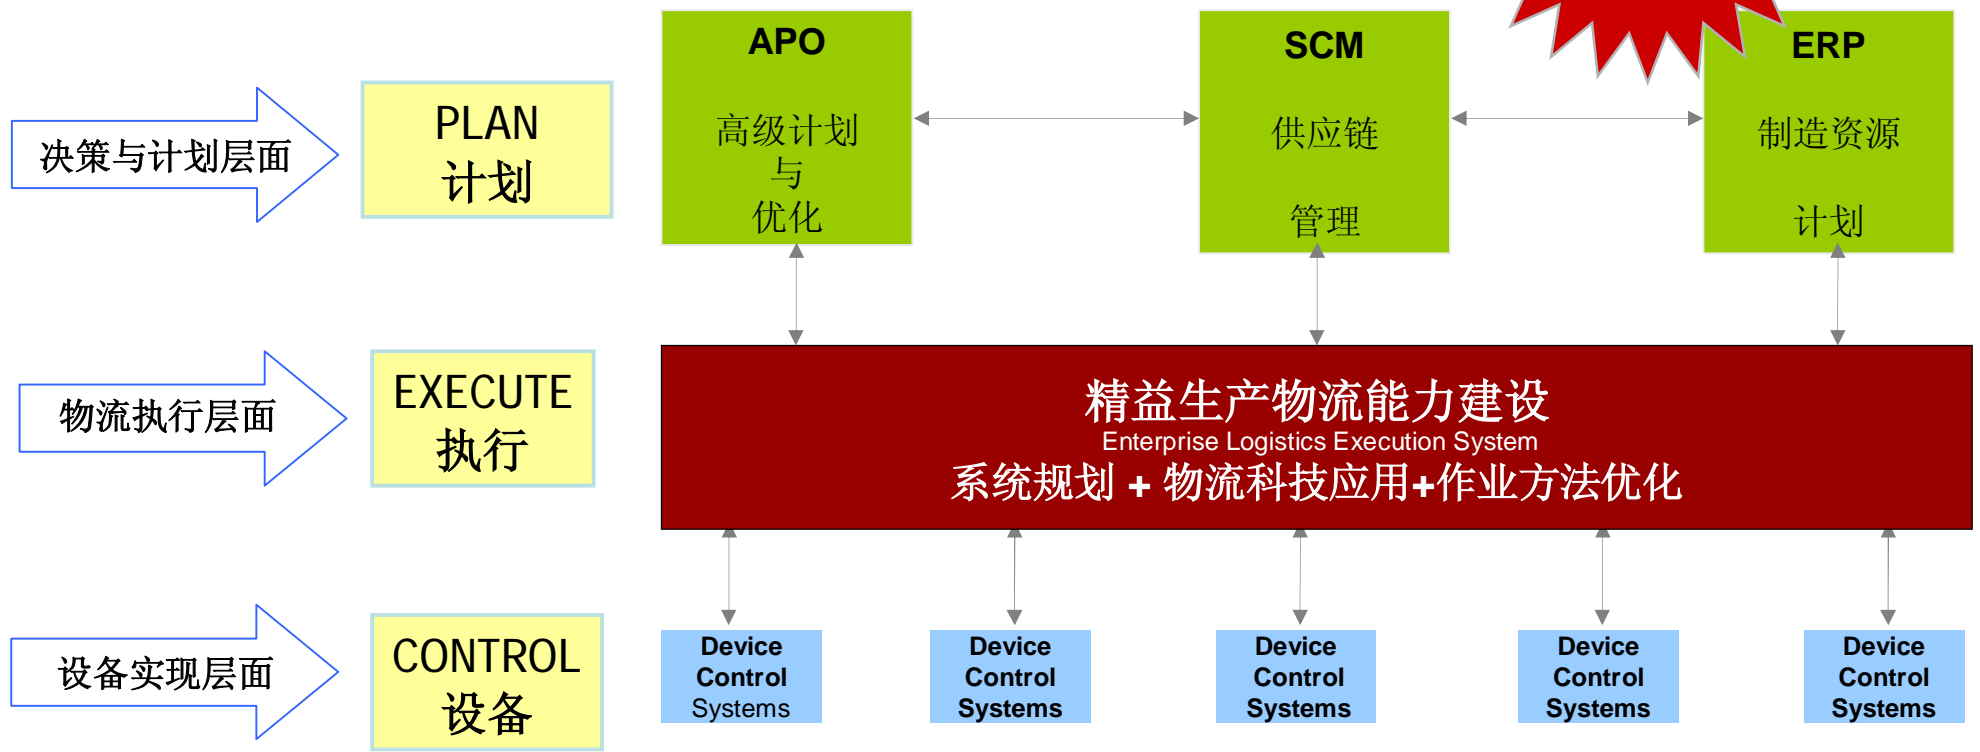 决策与计划层面
PLAN
计划
APO
高级计划
与
优化
SCM
供应链
管理
ERP
制造资源
计划
物流执行层面
EXECUTE
执行
精益生产物流能力建设
Enterprise Logistics Execution System
系统规划 + 物流科技应用+作业方法优化
设备实现层面
CONTROL
设备
Device
Control
Systems
Device
Control
Systems
Device
Control
Systems
Device
Control
Systems
Device
Control
Systems